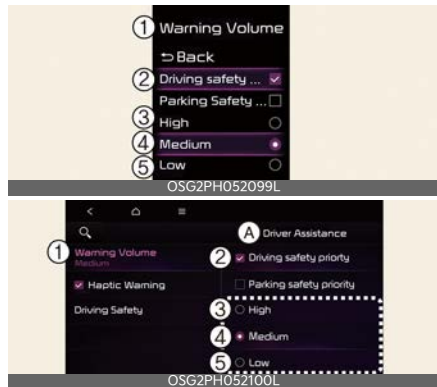 ① Warning Volume
⮌ Back
② Driving safety ...
Parking Safety ...
③ High
④ Medium
⑤ Low
OSG2PH052099L
Ⓐ Driver Assistance
① Warning Volume
Medium
② Driving safety priorty
Haptic Warning
Parking safety priority
Driving Safety
③ High
④ Medium
⑤ Low
OSG2PH052100L